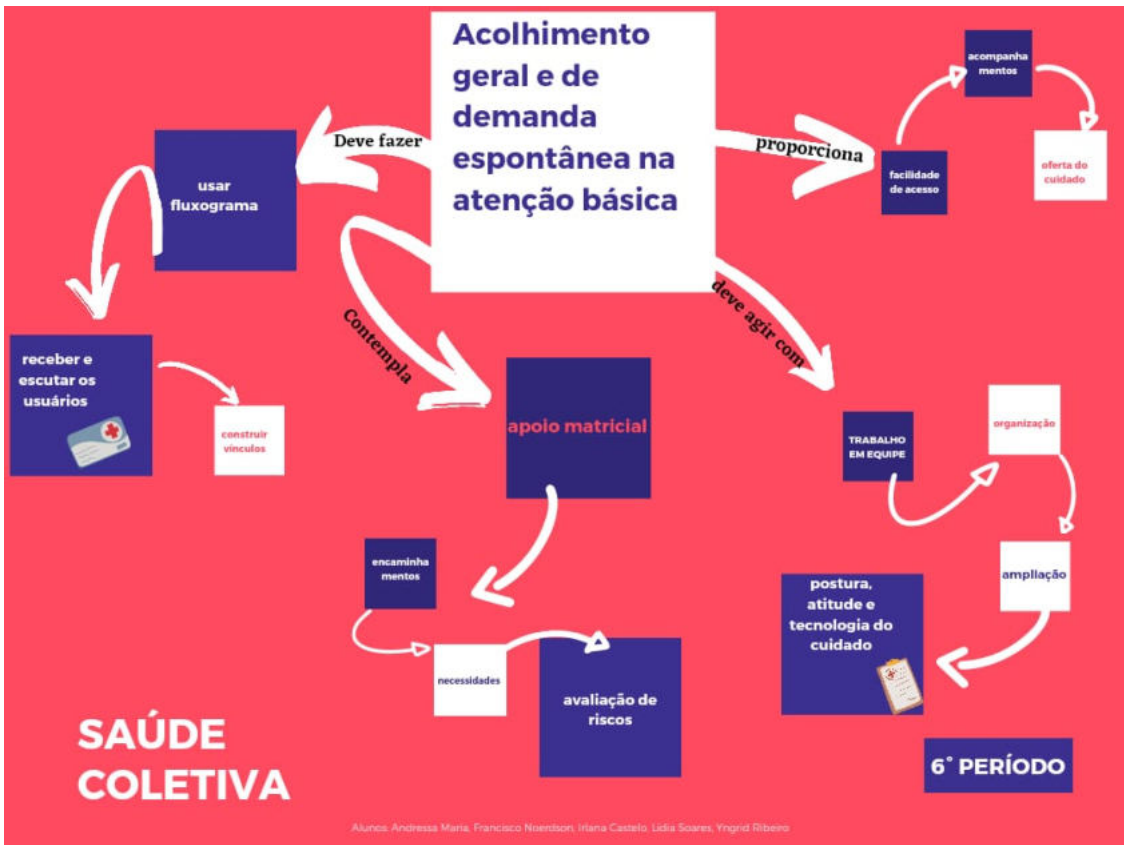 Acolhimento
geral e de
demanda
espontânea na
atenção básica
Deve fazer
usar
fluxograma
receber e
escutar os
usuários
construir
vínculos
Contempla
apoio matricial
encaminha
mentos
necessidades
avaliação de
riscos
proporciona
facilidade
de acesso
acompanha
mentos
oferta do
cuidado
deve agir com
TRABALHO
EM EQUIPE
organização
ampliação
postura,
atitude e
tecnologia do
cuidado
SAÚDE
COLETIVA
6° PERÍODO
Alunos: Andressa Maria, Francisco Noerdson, Irlana Castelo, Lidia Soares, Yngrid Ribeiro